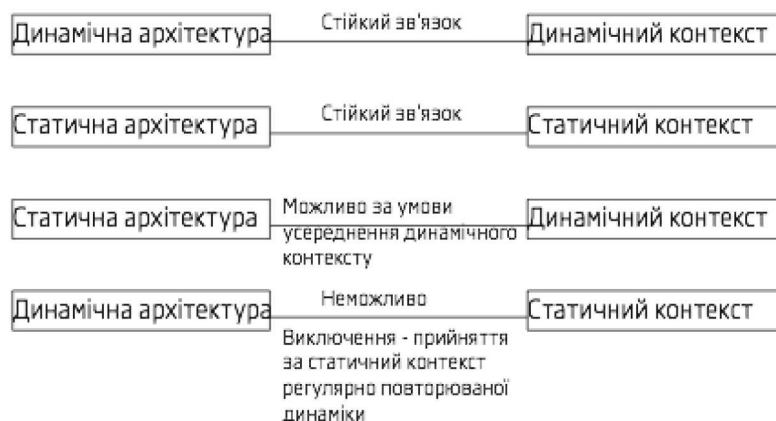 Динамічна архітектура Стійкий зв'язок Динамічний контекст
Статична архітектура Стійкий зв'язок Статичний контекст
Статична архітектура Можливо за умови усереднення динамічного контексту Динамічний контекст
Динамічна архітектура Неможливо Статичний контекст
Виключення - прийняття
за статичний контекст
регулярно повторюваної
динаміки